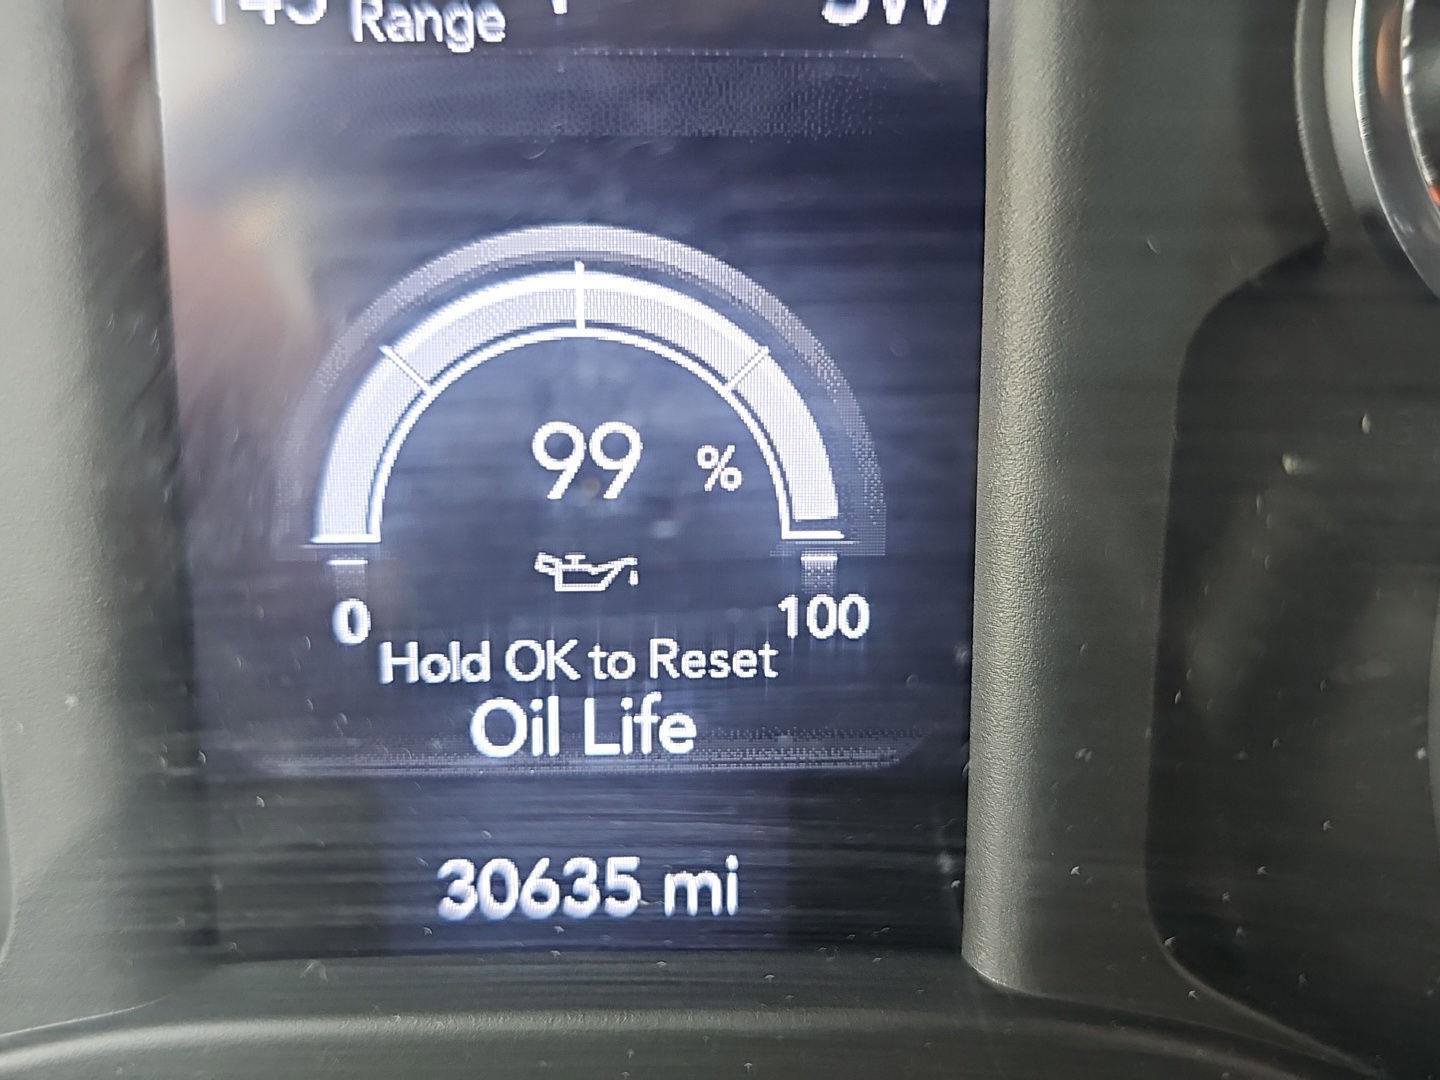 Range
99 %
0
100
Hold OK to Reset
Oil Life
30635 mi